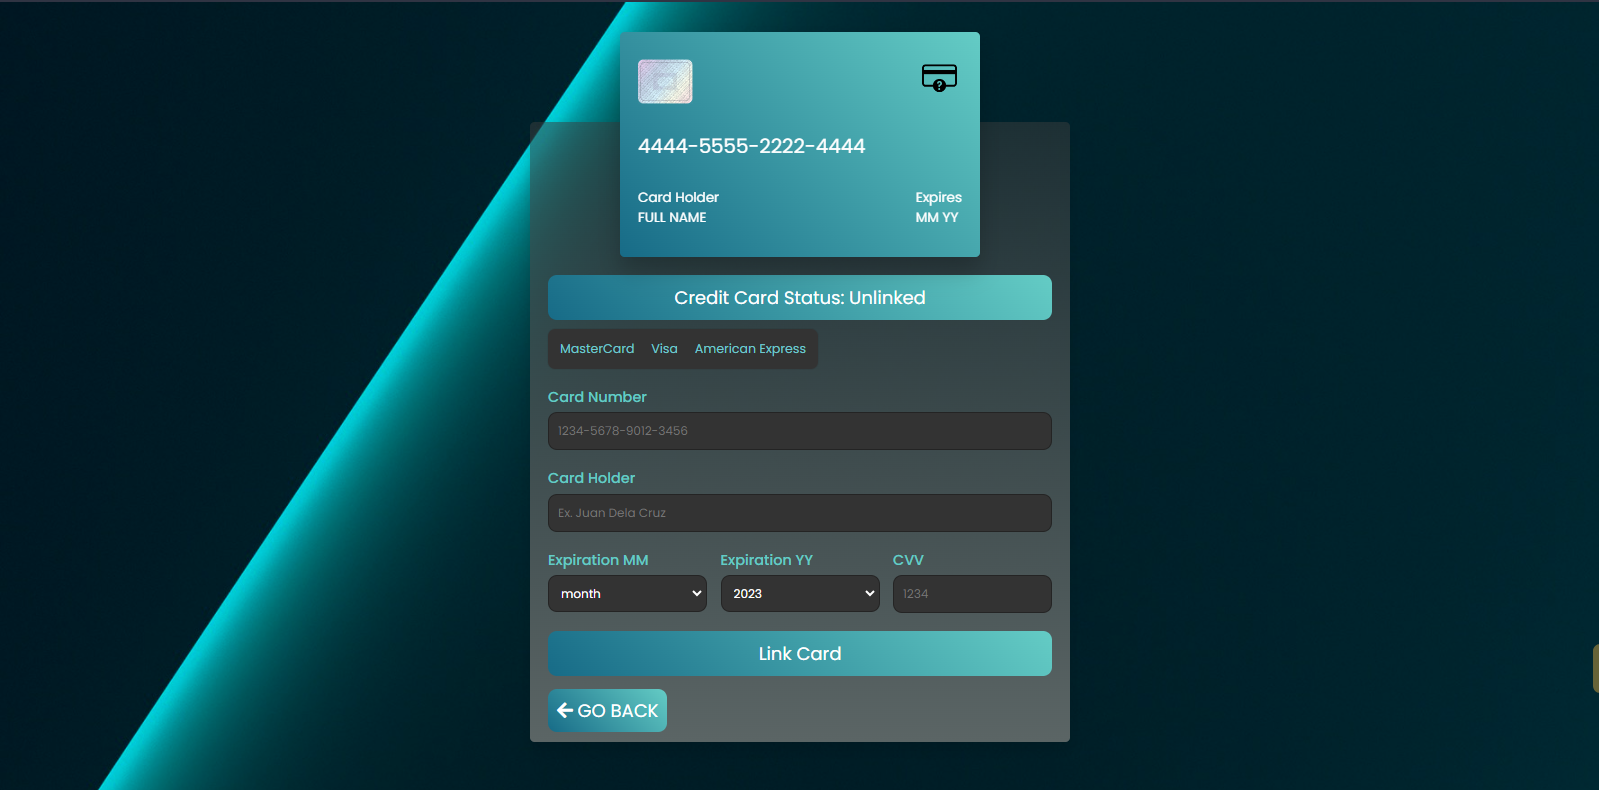 ?
4444-5555-2222-4444
Card Holder Expires
FULL NAME MM YY
Credit Card Status: Unlinked
MasterCard Visa American Express
Card Number
1234-5678-9012-3456
Card Holder
Ex. Juan Dela Cruz
Expiration MM Expiration YY CVV
month 2023 1234
Link Card
GO BACK